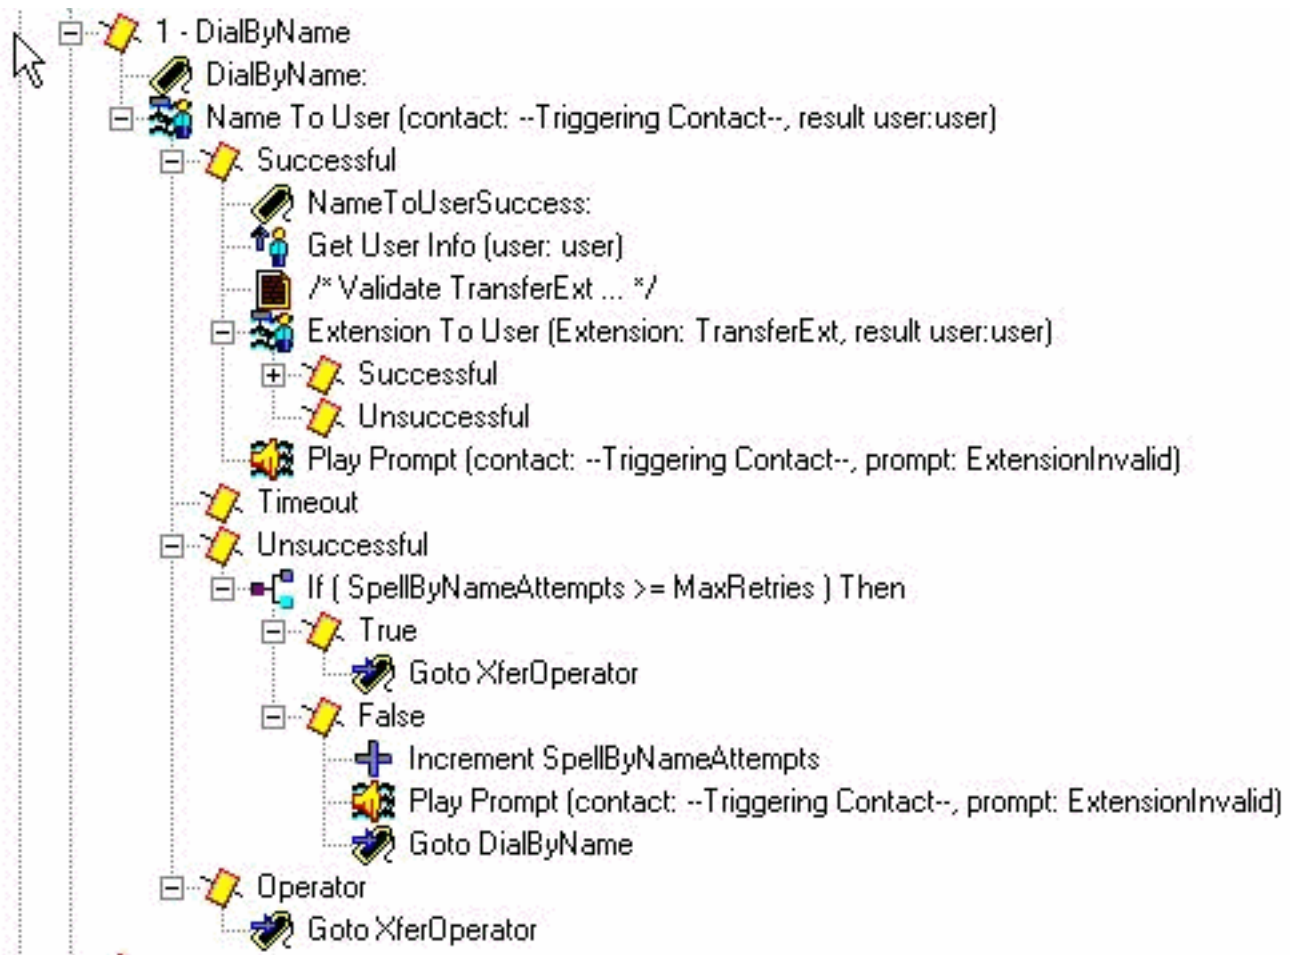 1 - DialByName
DialByName:
Name To User (contact: --Triggering Contact--, result user:user)
Successful
NameToUserSuccess:
Get User Info (user: user)
/* Validate TransferExt ... */
Extension To User (Extension: TransferExt, result user:user)
Successful
Unsuccessful
Play Prompt (contact: --Triggering Contact--, prompt: ExtensionInvalid)
Timeout
Unsuccessful
If ( SpellByNameAttempts >= MaxRetries ) Then
True
Goto XferOperator
False
Increment SpellByNameAttempts
Play Prompt (contact: --Triggering Contact--, prompt: ExtensionInvalid)
Goto DialByName
Operator
Goto XferOperator